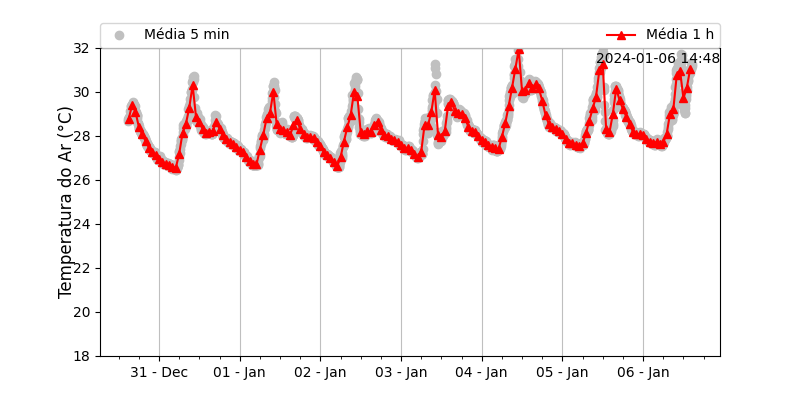 Média 5 min
Média 1 h
2024-01-06 14:48
Temperatura do Ar (°C)
32
30
28
26
24
22
20
18
31 - Dec
01 - Jan
02 - Jan
03 - Jan
04 - Jan
05 - Jan
06 - Jan